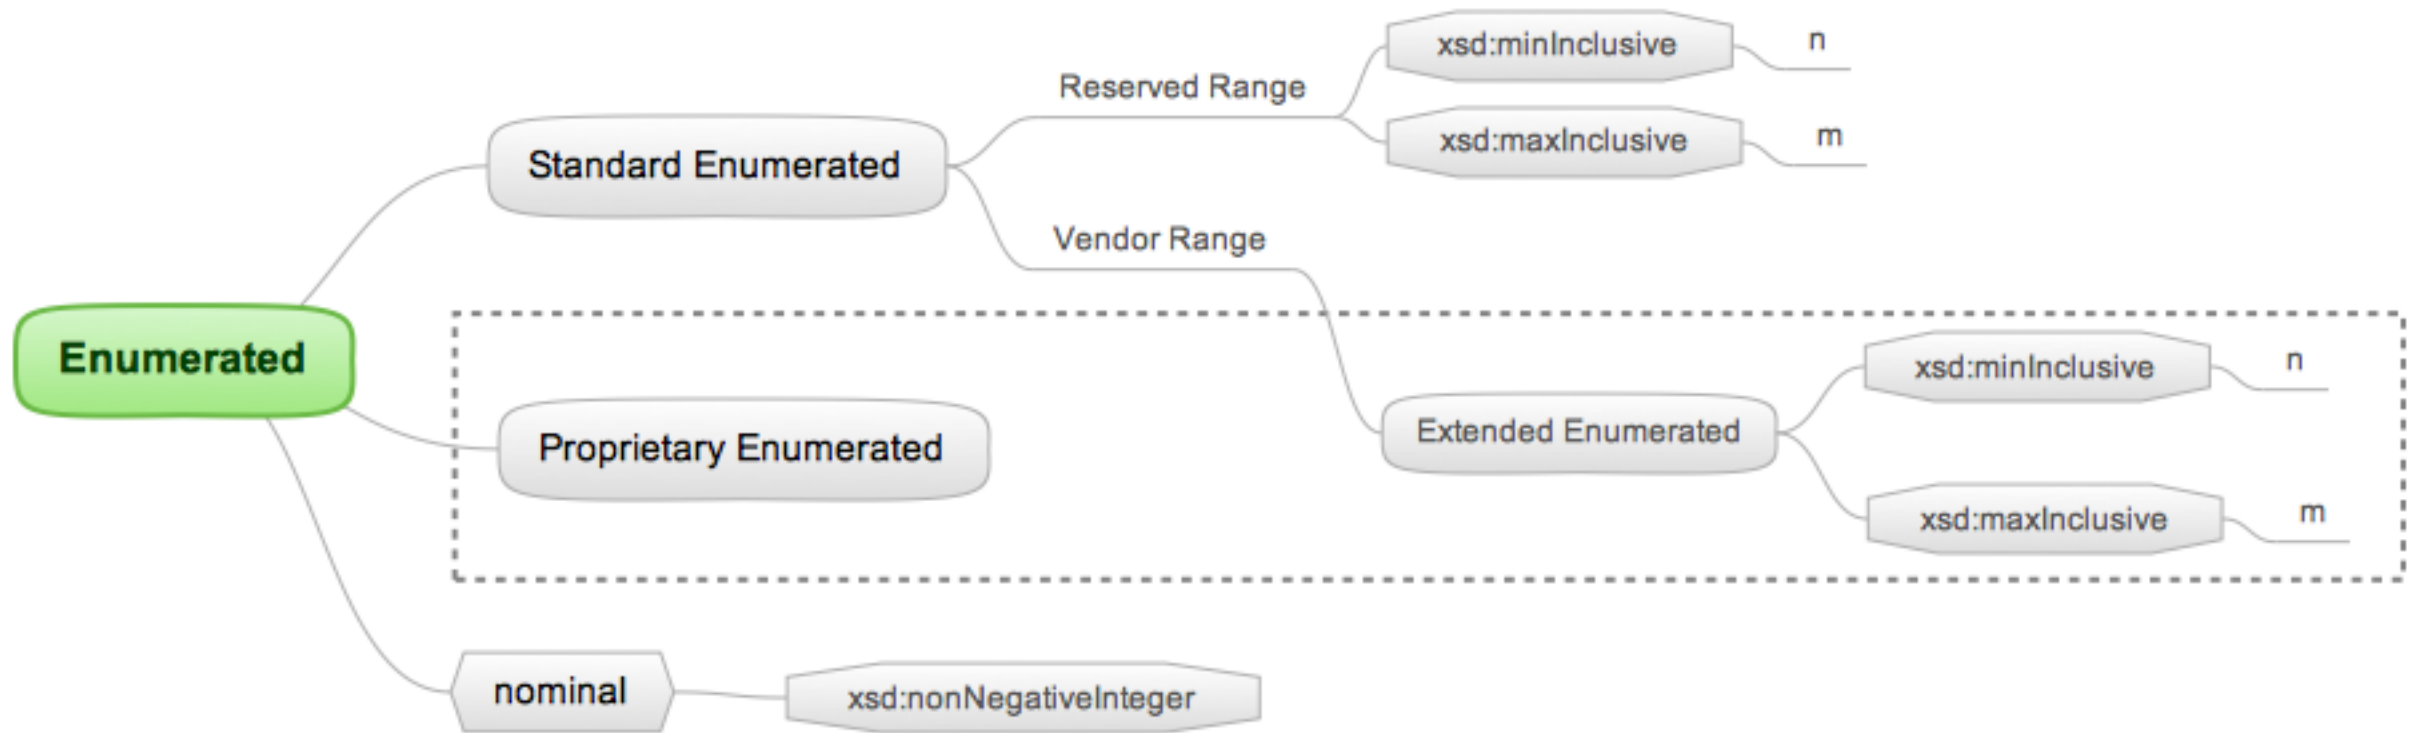 xsd:minInclusive
n
Reserved Range
xsd:maxInclusive
m
Standard Enumerated
Vendor Range
Enumerated
xsd:minInclusive
n
Proprietary Enumerated
Extended Enumerated
xsd:maxInclusive
m
nominal
xsd:nonNegativeInteger